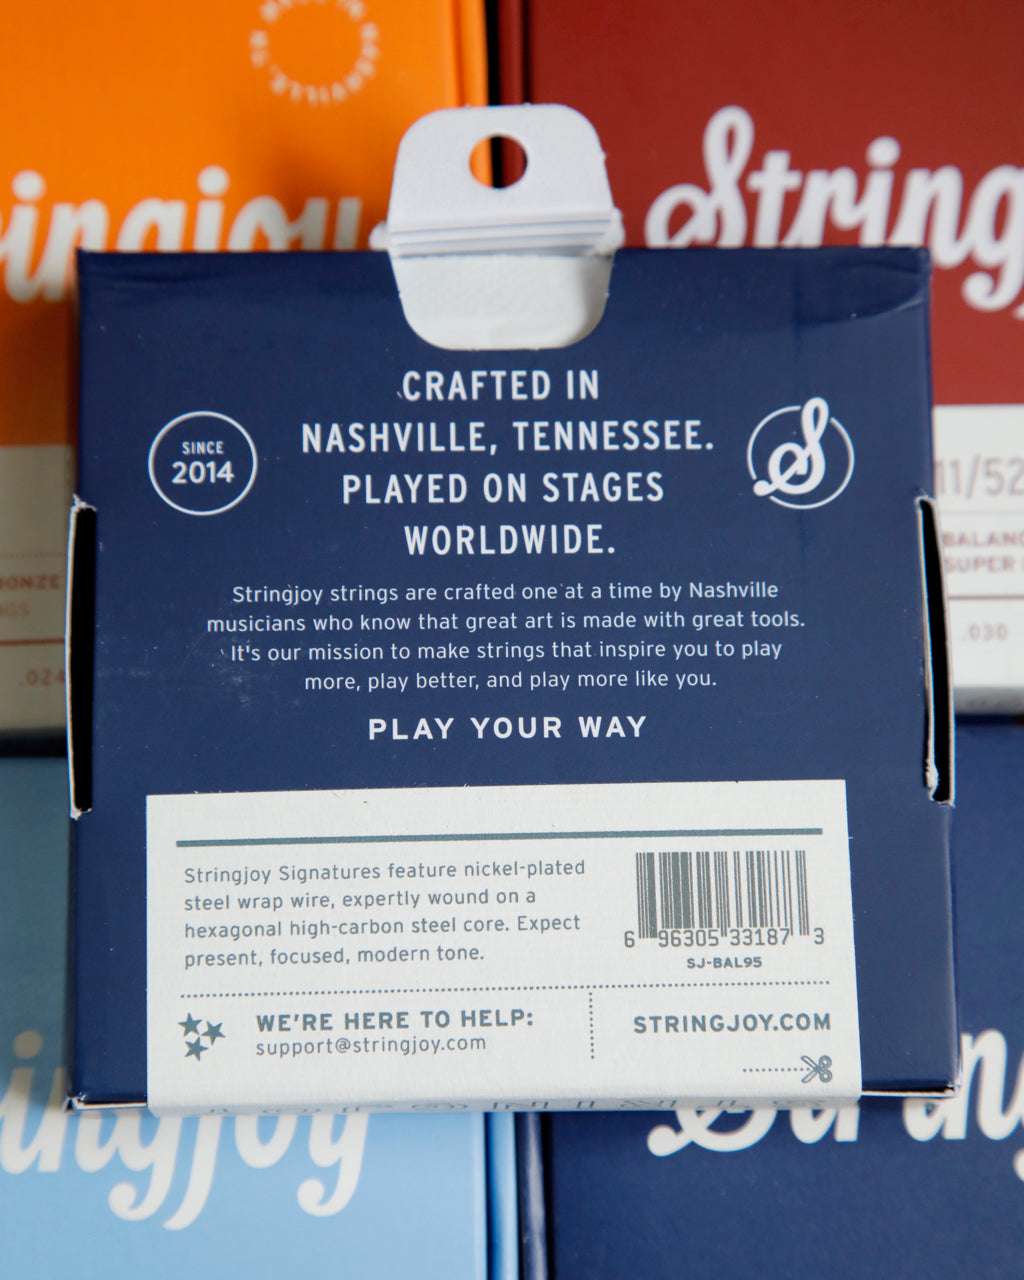 Stringjoy
CRAFTED IN
NASHVILLE, TENNESSEE.
PLAYED ON STAGES
WORLDWIDE.
SINCE
2014
S
11/52
Stringjoy strings are crafted one at a time by Nashville
musicians who know that great art is made with great tools.
It's our mission to make strings that inspire you to play
more, play better, and play more like you.
PLAY YOUR WAY
.030
.024
Stringjoy Signatures feature nickel-plated
steel wrap wire, expertly wound on a
hexagonal high-carbon steel core. Expect
present, focused, modern tone.
6 96305 33187 3
SJ-BAL95
WE'RE HERE TO HELP:
support@stringjoy.com
STRINGJOY.COM